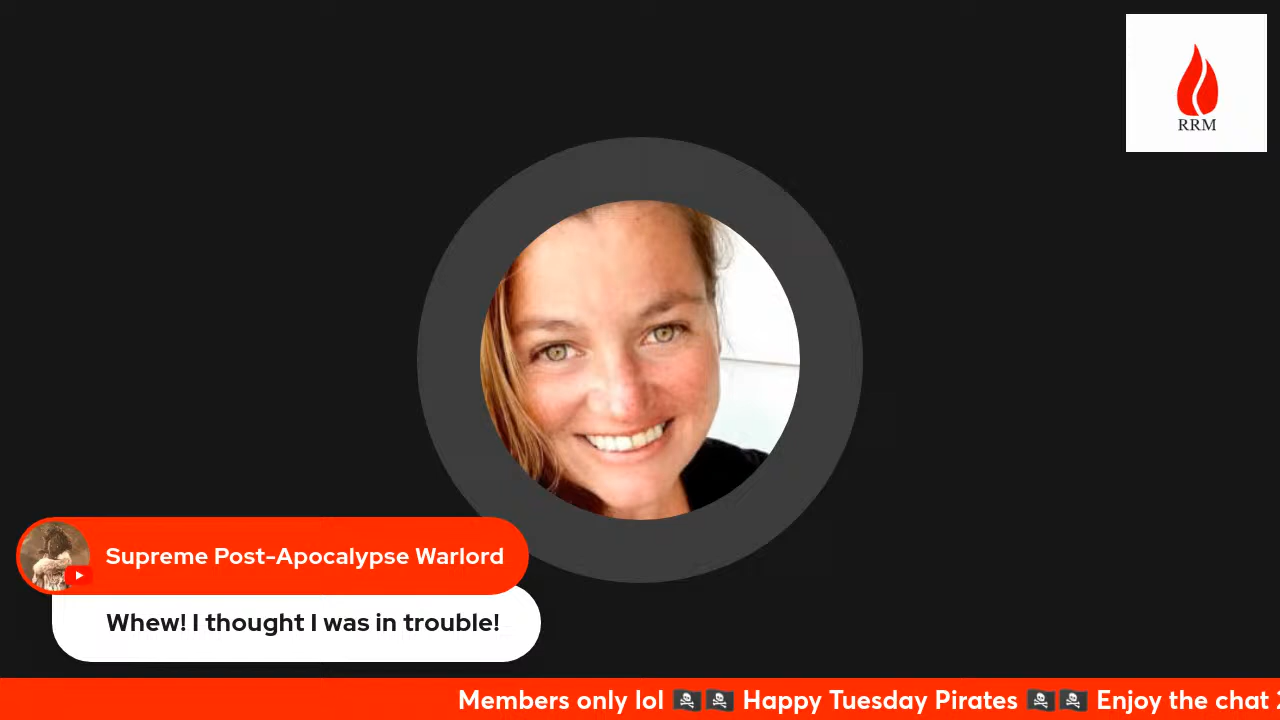 RRM
Supreme Post-Apocalypse Warlord
Whew! I thought I was in trouble!
Members only lol 🏴‍☠️🏴‍☠️ Happy Tuesday Pirates 🏴‍☠️🏴‍☠️ Enjoy the chat